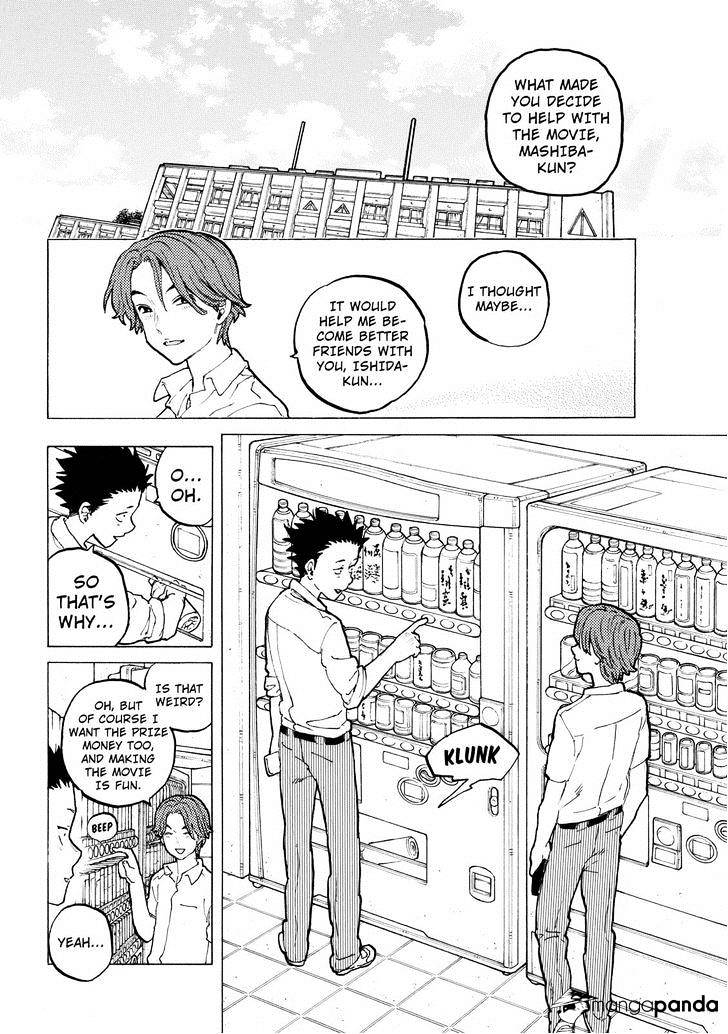 WHAT MADE
YOU DECIDE
TO HELP WITH
THE MOVIE,
MASHIBA-
KUN?
I THOUGHT
MAYBE...
IT WOULD
HELP ME BE-
COME BETTER
FRIENDS WITH
YOU, ISHIDA-
KUN...
KLUNK
O...
OH.
SO
THAT'S
WHY...
IS THAT
WEIRD?
OH, BUT
OF COURSE I
WANT THE PRIZE
MONEY TOO,
AND MAKING
THE MOVIE
IS FUN.
BEEP
YEAH...
mangapanda